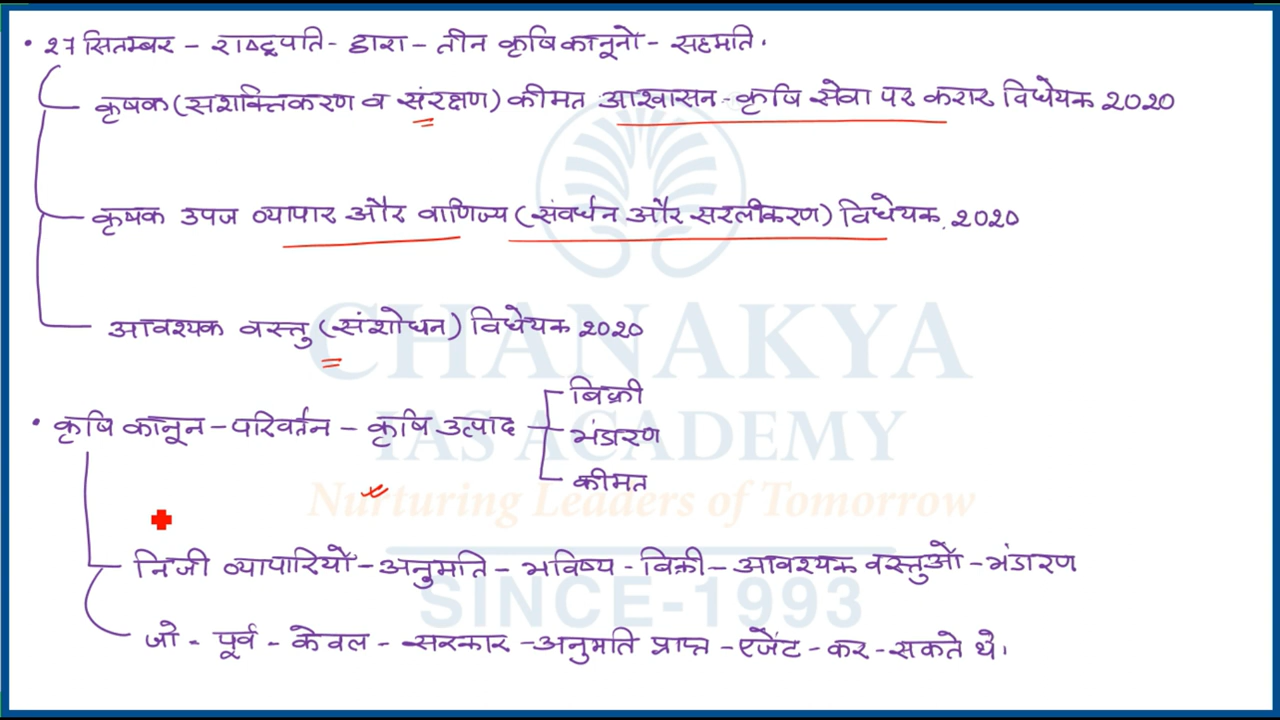 • 27 सितम्बर - राष्ट्रपति - द्वारा - तीन कृषि कानूनो - सहमति.
कृषक (सशक्तिकरण व संरक्षण) कीमत आश्वासन - कृषि सेवा पर करार विधेयक 2020
कृषक उपज व्यापार और वाणिज्य (संवर्धन और सरलीकरण) विधेयक. 2020
आवश्यक वस्तु (संशोधन) विधेयक 2020
CHANAKYA
• कृषि कानून - परिवर्तन - कृषि उत्पाद
बिक्री
भंडारण
कीमत
IAS ACADEMY
Nurturing Leaders of Tomorrow
निजी व्यापारियों - अनुमति - भविष्य - बिक्री - आवश्यक वस्तुओ - भंडारण
SINCE-1993
जो - पूर्व - केवल - सरकार - अनुमति प्राप्त - एजेंट - कर - सकते थे.